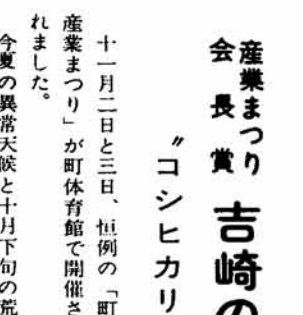 産業まつり
会長賞
吉崎の
〃コシヒカリ
十一月二日と三日、恒例の「町
産業まつり」が町体育館で開催さ
れました。
今夏の異常天候と十月下旬の荒